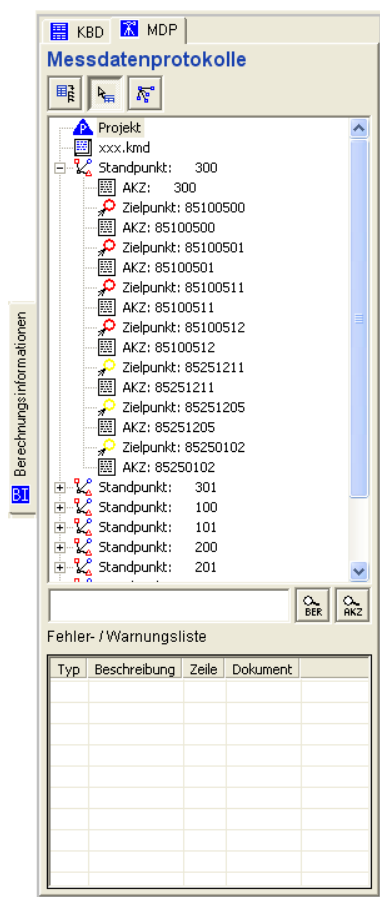 KBD MDP
Messdatenprotokolle
P Projekt
xxx.kmd
Standpunkt: 300
AKZ: 300
Zielpunkt: 85100500
AKZ: 85100500
Zielpunkt: 85100501
AKZ: 85100501
Zielpunkt: 85100511
AKZ: 85100511
Zielpunkt: 85100512
AKZ: 85100512
Zielpunkt: 85251211
AKZ: 85251211
Zielpunkt: 85251205
AKZ: 85251205
Zielpunkt: 85250102
AKZ: 85250102
Standpunkt: 301
Standpunkt: 100
Standpunkt: 101
Standpunkt: 200
Standpunkt: 201
BI Berechnungsinformationen
BER AKZ
Fehler- / Warnungsliste
Typ Beschreibung Zeile Dokument